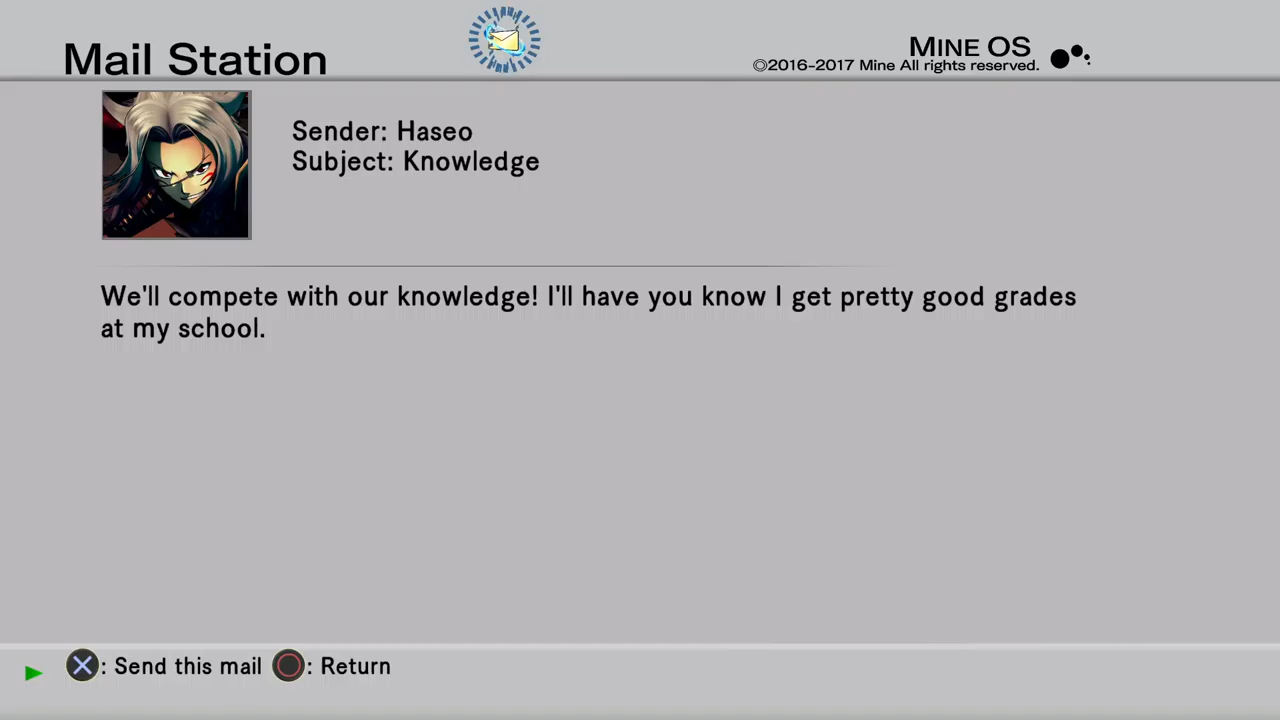 Mail Station
MINE OS
©2016-2017 Mine All rights reserved.
Sender: Haseo
Subject: Knowledge
We'll compete with our knowledge! I'll have you know I get pretty good grades
at my school.
: Send this mail : Return